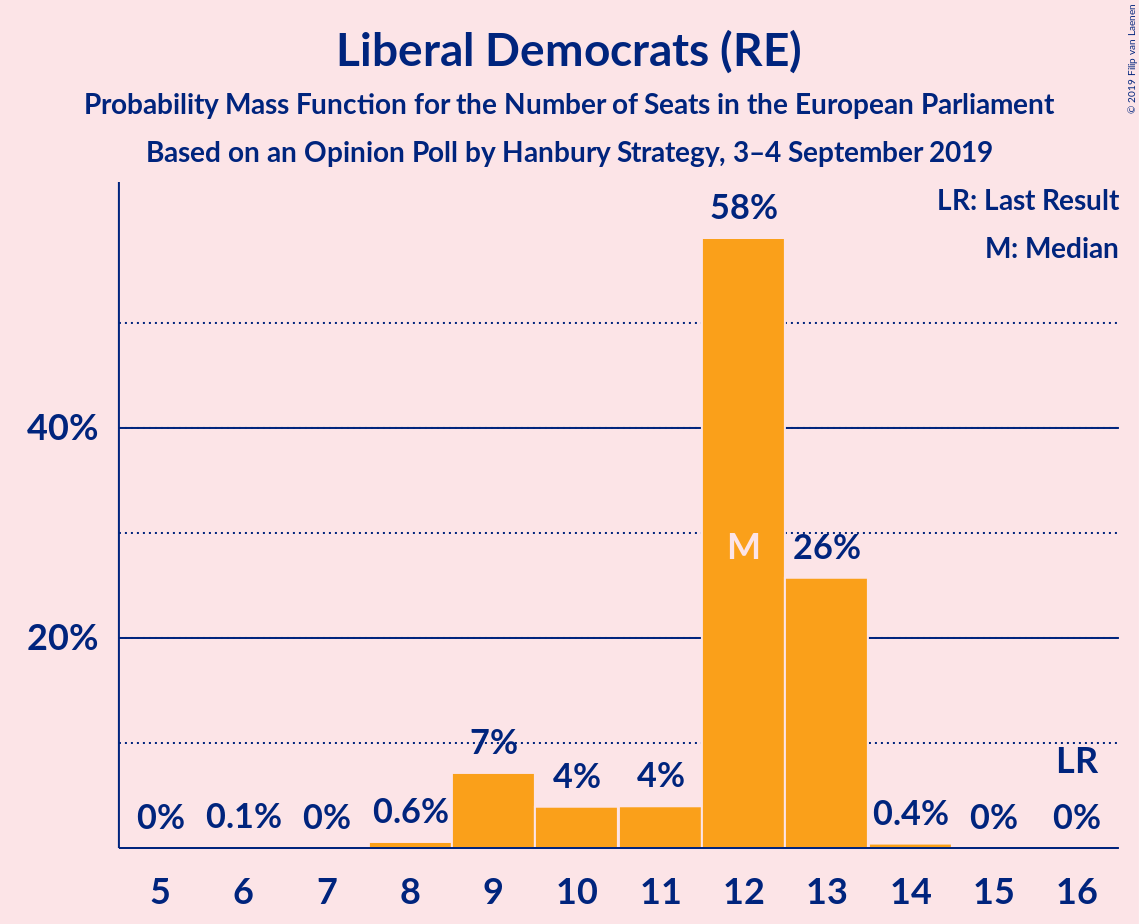 Liberal Democrats (RE)
Probability Mass Function for the Number of Seats in the European Parliament
Based on an Opinion Poll by Hanbury Strategy, 3–4 September 2019
© 2019 Filip van Laenen
LR: Last Result
M: Median
40%
20%
0%
0.1%
0%
0.6%
7%
4%
4%
58%
M
26%
0.4%
0%
LR
0%
5 6 7 8 9 10 11 12 13 14 15 16